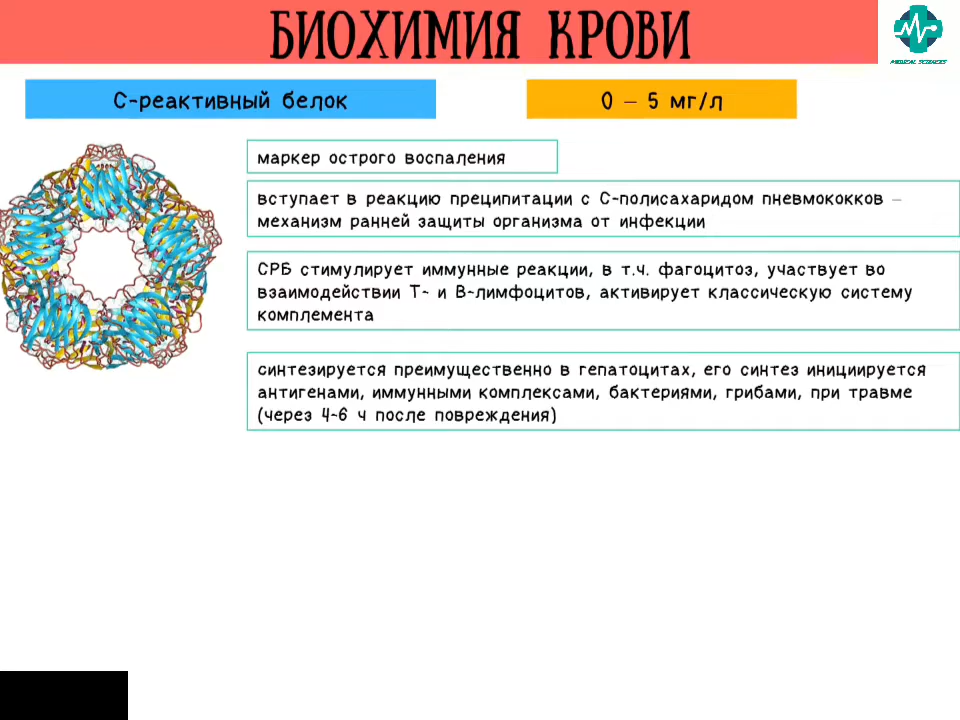 БИОХИМИЯ КРОВИ
MEDICAL SCIENCES
С-реактивный белок
0 – 5 мг/л
маркер острого воспаления
вступает в реакцию преципитации с С-полисахаридом пневмококков –
механизм ранней защиты организма от инфекции
СРБ стимулирует иммунные реакции, в т.ч. фагоцитоз, участвует во
взаимодействии Т- и В-лимфоцитов, активирует классическую систему
комплемента
синтезируется преимущественно в гепатоцитах, его синтез инициируется
антигенами, иммунными комплексами, бактериями, грибами, при травме
(через 4-6 ч после повреждения)